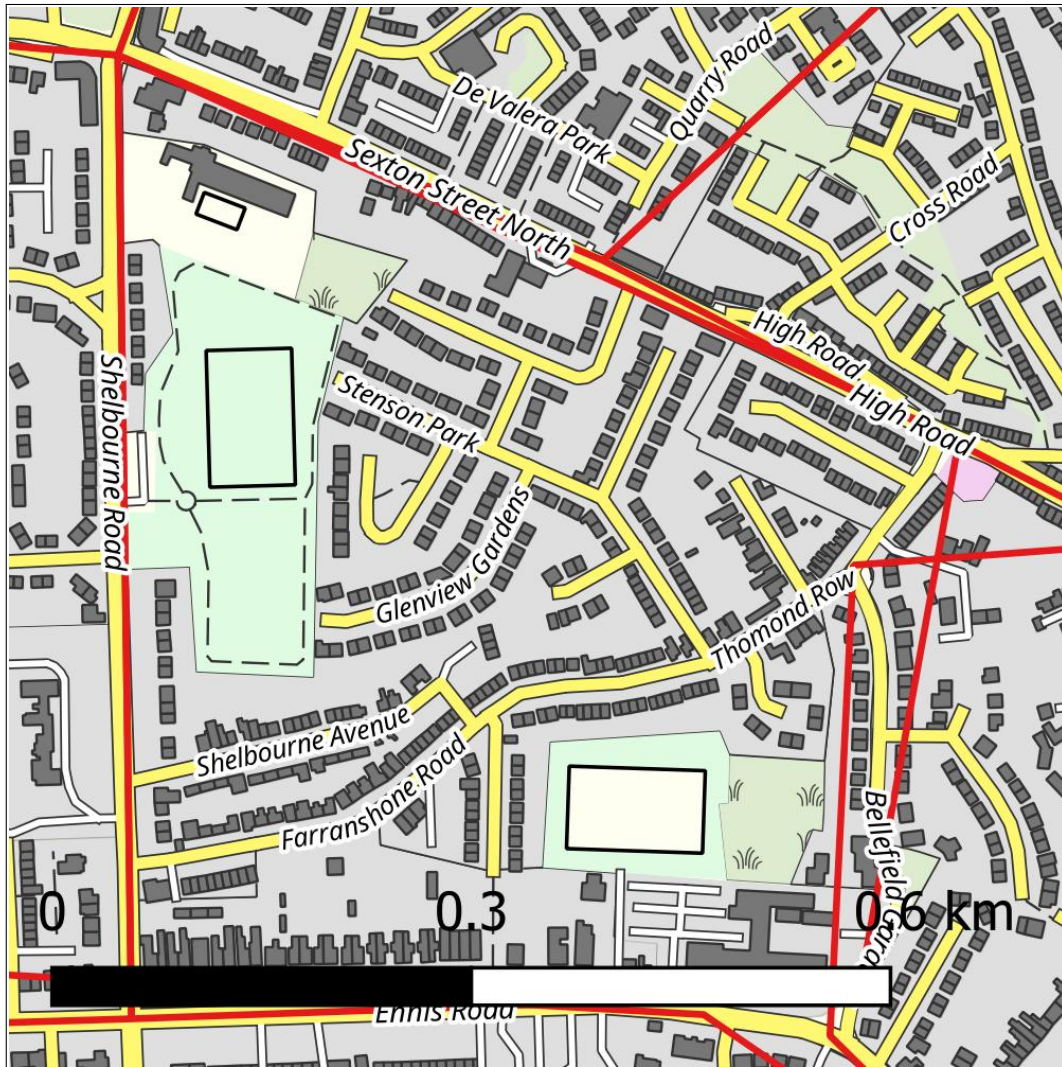 Quarry Road
De Valera Park
Sexton Street North
Cross Road
High Road
High Road
Shelbourne Road
Stenson Park
Glenview Gardens
Thomond Row
Shelbourne Avenue
Farranshone Road
Bellefield
0 0.3 0.6 km
Ennis Road